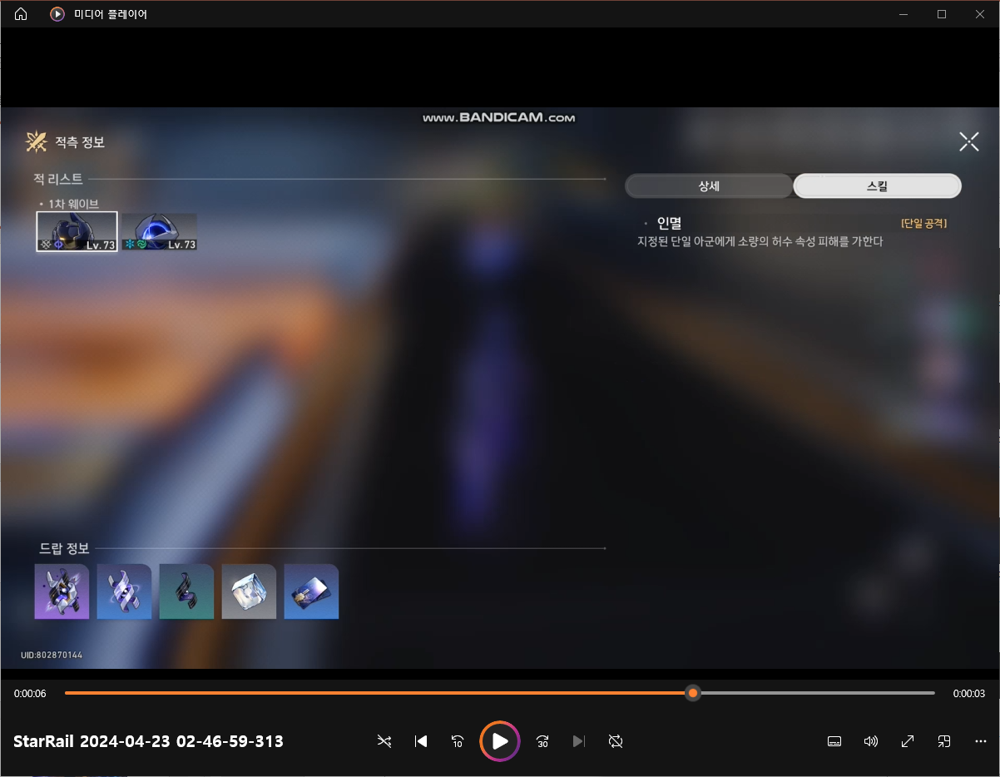 미디어 플레이어
www.BANDICAM.com
적측 정보
적 리스트
상세
스킬
• 1차 웨이브
Lv.73
Lv.73
· 인멸
[단일 공격]
지정된 단일 아군에게 소량의 허수 속성 피해를 가한다
드랍 정보
UID:802870144
0:00:06
0:00:03
StarRail 2024-04-23 02-46-59-313
10
30